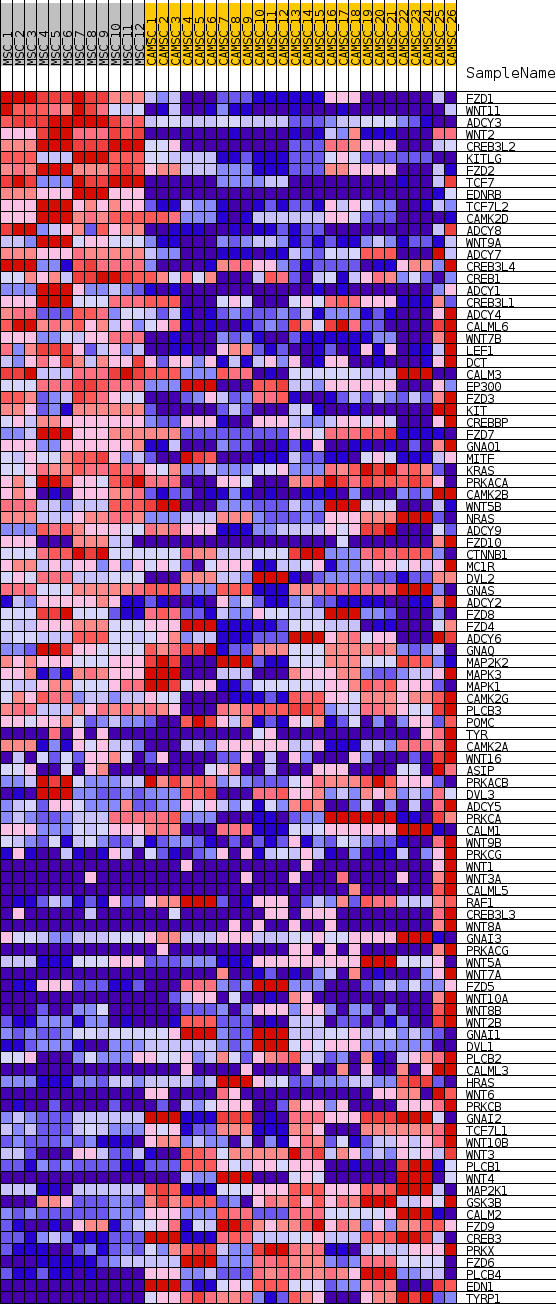 MSC_1
MSC_2
MSC_3
MSC_4
MSC_5
MSC_6
MSC_7
MSC_8
MSC_9
MSC_10
MSC_11
MSC_12
CAMSC_1
CAMSC_2
CAMSC_3
CAMSC_4
CAMSC_5
CAMSC_6
CAMSC_7
CAMSC_8
CAMSC_9
CAMSC_10
CAMSC_11
CAMSC_12
CAMSC_13
CAMSC_14
CAMSC_15
CAMSC_16
CAMSC_17
CAMSC_18
CAMSC_19
CAMSC_20
CAMSC_21
CAMSC_22
CAMSC_23
CAMSC_24
CAMSC_25
CAMSC_26
SampleName
FZD1
WNT11
ADCY3
WNT2
CREB3L2
KITLG
FZD2
TCF7
EDNRB
TCF7L2
CAMK2D
ADCY8
WNT9A
ADCY7
CREB3L4
CREB1
ADCY1
CREB3L1
ADCY4
CALML6
WNT7B
LEF1
DCT
CALM3
EP300
FZD3
KIT
CREBBP
FZD7
GNAO1
MITF
KRAS
PRKACA
CAMK2B
WNT5B
NRAS
ADCY9
FZD10
CTNNB1
MC1R
DVL2
GNAS
ADCY2
FZD8
FZD4
ADCY6
GNAQ
MAP2K2
MAPK3
MAPK1
CAMK2G
PLCB3
POMC
TYR
CAMK2A
WNT16
ASIP
PRKACB
DVL3
ADCY5
PRKCA
CALM1
WNT9B
PRKCG
WNT1
WNT3A
CALML5
RAF1
CREB3L3
WNT8A
GNAI3
PRKACG
WNT5A
WNT7A
FZD5
WNT10A
WNT8B
WNT2B
GNAI1
DVL1
PLCB2
CALML3
HRAS
WNT6
PRKCB
GNAI2
TCF7L1
WNT10B
WNT3
PLCB1
WNT4
MAP2K1
GSK3B
CALM2
FZD9
CREB3
PRKX
FZD6
PLCB4
EDN1
TYRP1